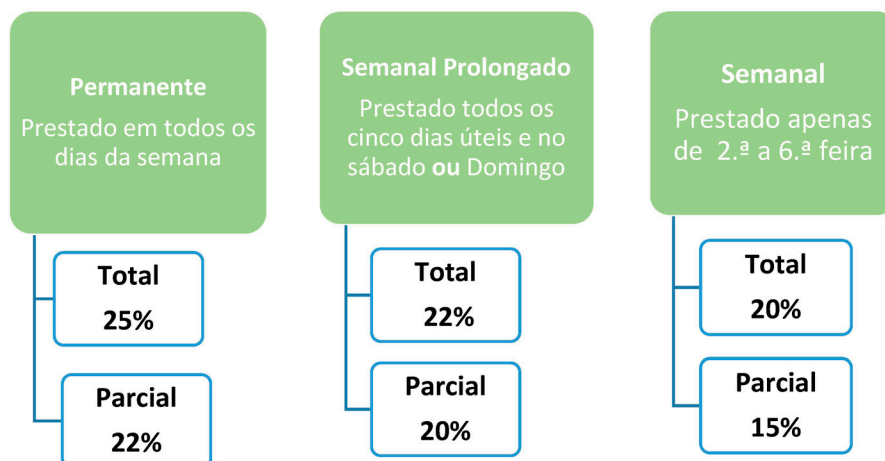 Permanente
Prestado em todos os
dias da semana
Total
25%
Parcial
22%
Semanal Prolongado
Prestado todos os
cinco dias úteis e no
sábado ou Domingo
Total
22%
Parcial
20%
Semanal
Prestado apenas
de 2.ª a 6.ª feira
Total
20%
Parcial
15%